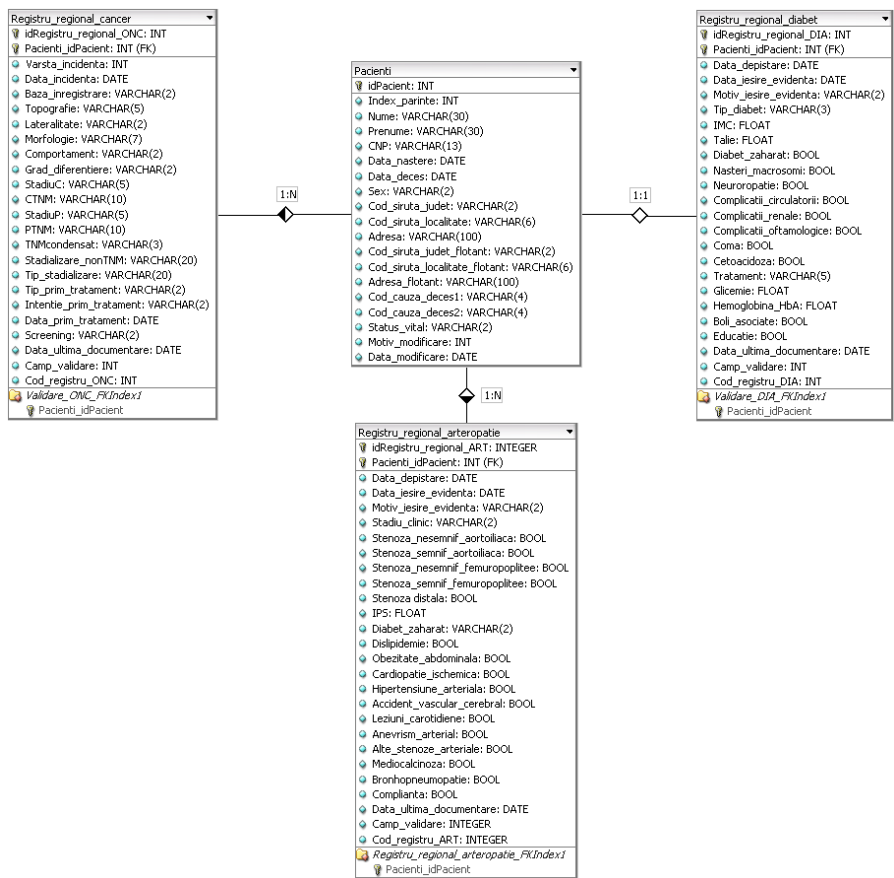 Registru_regional_cancer
idRegistru_regional_ONC: INT
Pacienti_idPacient: INT (FK)
Varsta_incidenta: INT
Data_incidenta: DATE
Baza_inregistrare: VARCHAR(2)
Topografie: VARCHAR(5)
Lateralitate: VARCHAR(2)
Morfologie: VARCHAR(7)
Comportament: VARCHAR(2)
Grad_diferentiere: VARCHAR(2)
StadiuC: VARCHAR(5)
CTNM: VARCHAR(10)
StadiuP: VARCHAR(5)
PTNM: VARCHAR(10)
TNMcondensat: VARCHAR(3)
Stadializare_nonTNM: VARCHAR(20)
Tip_stadializare: VARCHAR(20)
Tip_prim_tratament: VARCHAR(2)
Intentie_prim_tratament: VARCHAR(2)
Data_prim_tratament: DATE
Screening: VARCHAR(2)
Data_ultima_documentare: DATE
Camp_validare: INT
Cod_registru_ONC: INT
Validare_ONC_FKIndex1
Pacienti_idPacient
1:N
Pacienti
idPacient: INT
Index_parinte: INT
Nume: VARCHAR(30)
Prenume: VARCHAR(30)
CNP: VARCHAR(13)
Data_nastere: DATE
Data_deces: DATE
Sex: VARCHAR(2)
Cod_siruta_judet: VARCHAR(2)
Cod_siruta_localitate: VARCHAR(6)
Adresa: VARCHAR(100)
Cod_siruta_judet_flotant: VARCHAR(2)
Cod_siruta_localitate_flotant: VARCHAR(6)
Adresa_flotant: VARCHAR(100)
Cod_cauza_deces1: VARCHAR(4)
Cod_cauza_deces2: VARCHAR(4)
Status_vital: VARCHAR(2)
Motiv_modificare: INT
Data_modificare: DATE
1:1
Registru_regional_diabet
idRegistru_regional_DIA: INT
Pacienti_idPacient: INT (FK)
Data_depistare: DATE
Data_iesire_evidenta: DATE
Motiv_iesire_evidenta: VARCHAR(2)
Tip_diabet: VARCHAR(3)
IMC: FLOAT
Talie: FLOAT
Diabet_zaharat: BOOL
Nasteri_macrosomi: BOOL
Neuroropatie: BOOL
Complicatii_circulatorii: BOOL
Complicatii_renale: BOOL
Complicatii_oftamologice: BOOL
Coma: BOOL
Cetoacidoza: BOOL
Tratament: VARCHAR(5)
Glicemie: FLOAT
Hemoglobina_HbA: FLOAT
Boli_asociate: BOOL
Educatie: BOOL
Data_ultima_documentare: DATE
Camp_validare: INT
Cod_registru_DIA: INT
Validare_DIA_FKIndex1
Pacienti_idPacient
1:N
Registru_regional_arteropatie
idRegistru_regional_ART: INTEGER
Pacienti_idPacient: INT (FK)
Data_depistare: DATE
Data_iesire_evidenta: DATE
Motiv_iesire_evidenta: VARCHAR(2)
Stadiu_clinic: VARCHAR(2)
Stenoza_nesemnif_aortoiliaca: BOOL
Stenoza_semnif_aortoiliaca: BOOL
Stenoza_nesemnif_femuropoplitee: BOOL
Stenoza_semnif_femuropoplitee: BOOL
Stenoza distala: BOOL
IPS: FLOAT
Diabet_zaharat: VARCHAR(2)
Dislipidemie: BOOL
Obezitate_abdominala: BOOL
Cardiopatie_ischemica: BOOL
Hipertensiune_arteriala: BOOL
Accident_vascular_cerebral: BOOL
Leziuni_carotidiene: BOOL
Anevrism_arterial: BOOL
Alte_stenoze_arteriale: BOOL
Mediocalcinoza: BOOL
Bronhopneumopatie: BOOL
Complianta: BOOL
Data_ultima_documentare: DATE
Camp_validare: INTEGER
Cod_registru_ART: INTEGER
Registru_regional_arteropatie_FKIndex1
Pacienti_idPacient